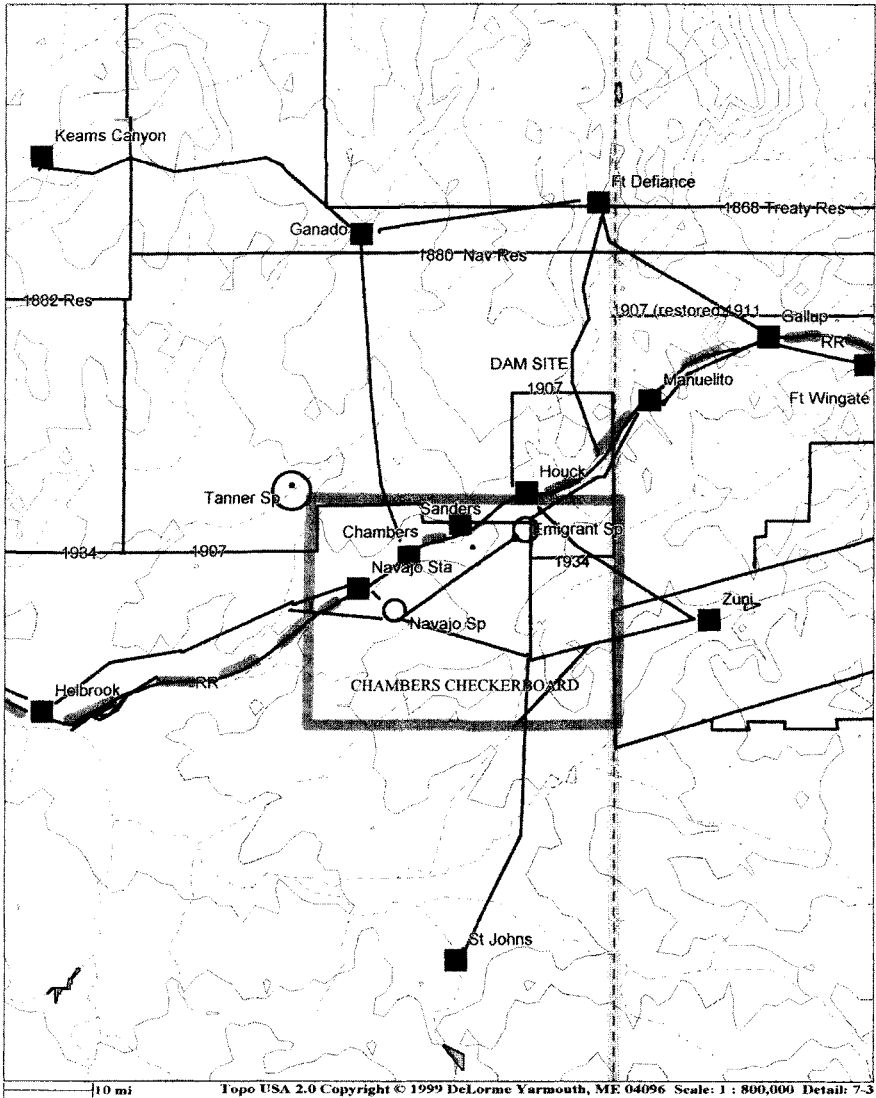 Keams Canyon
Ft Defiance
1868 Treaty Res
Ganado
1880 Nav Res
1882 Res
1907 (restored 1911
Gallup
RR
DAM SITE
Manuelito
1907
Ft Wingate
Houck
Tanner Sp
Sanders
Chambers
Emigrant Sp
1934
1907
Navajo Sta
1934
Zuni
Navajo Sp
RR
CHAMBERS CHECKERBOARD
Holbrook
St Johns
10 mi
Topo USA 2.0 Copyright © 1999 DeLorme Yarmouth, ME 04096 Scale: 1 : 800,000 Detail: 7-3